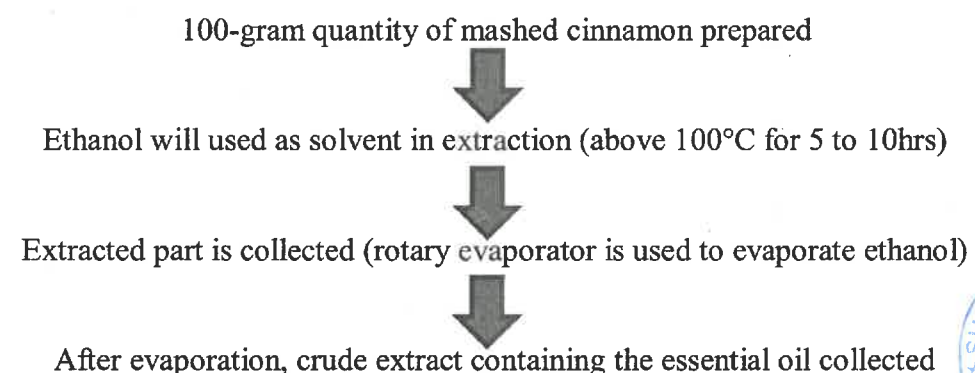 100-gram quantity of mashed cinnamon prepared
Ethanol will used as solvent in extraction (above 100°C for 5 to 10hrs)
Extracted part is collected (rotary evaporator is used to evaporate ethanol)
After evaporation, crude extract containing the essential oil collected